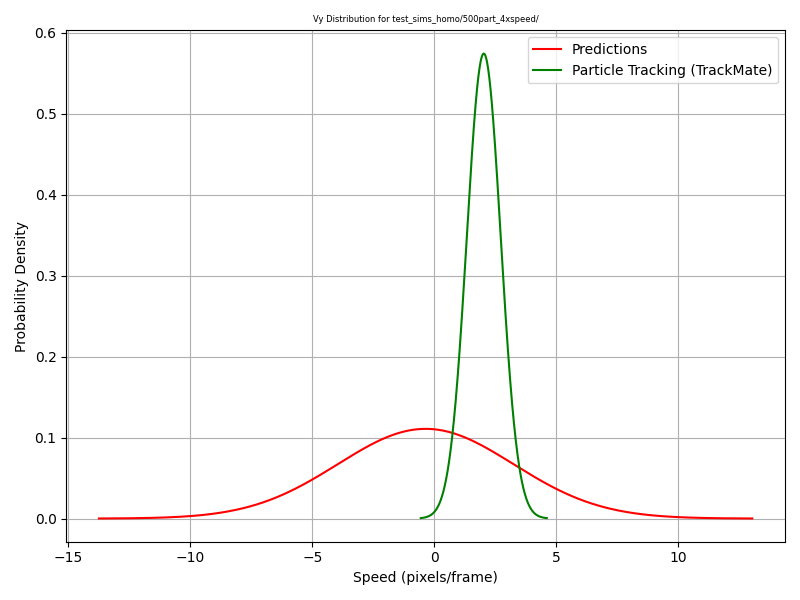 Vy Distribution for test_sims_homo/500part_4xspeed/
Predictions
Particle Tracking (TrackMate)
0.6
0.5
0.4
0.3
0.2
0.1
0.0
Probability Density
−15
−10
−5
0
5
10
Speed (pixels/frame)